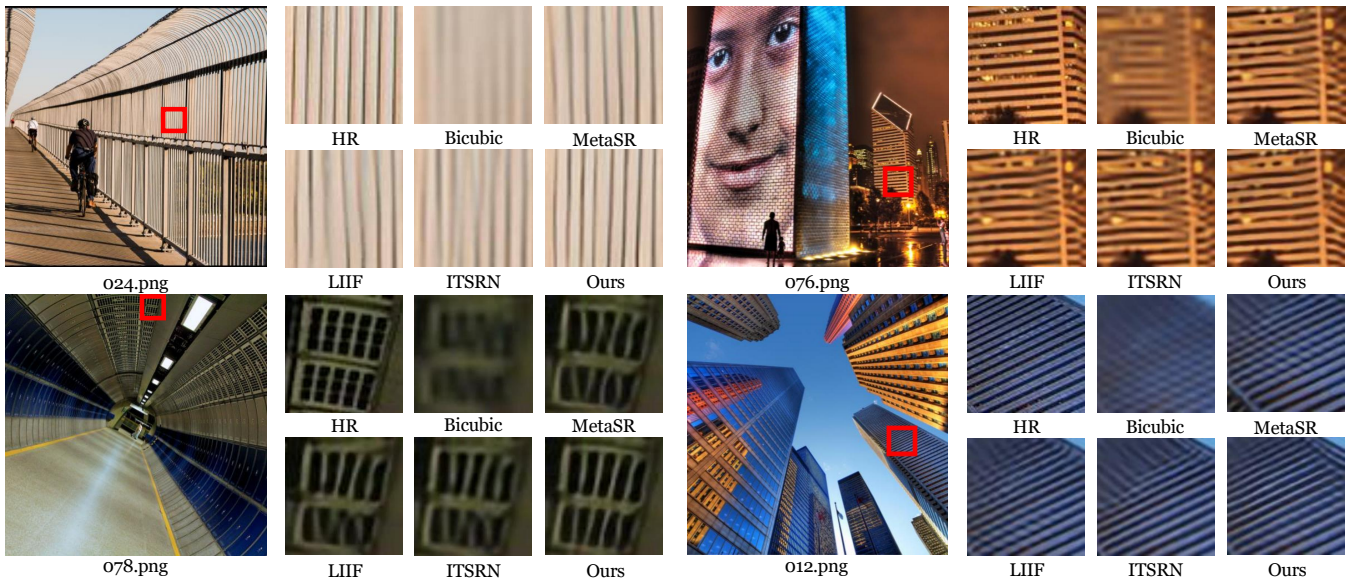 HR Bicubic MetaSR
LIIF ITSRN Ours
024.png
HR Bicubic MetaSR
LIIF ITSRN Ours
076.png
HR Bicubic MetaSR
LIIF ITSRN Ours
078.png
HR Bicubic MetaSR
LIIF ITSRN Ours
012.png